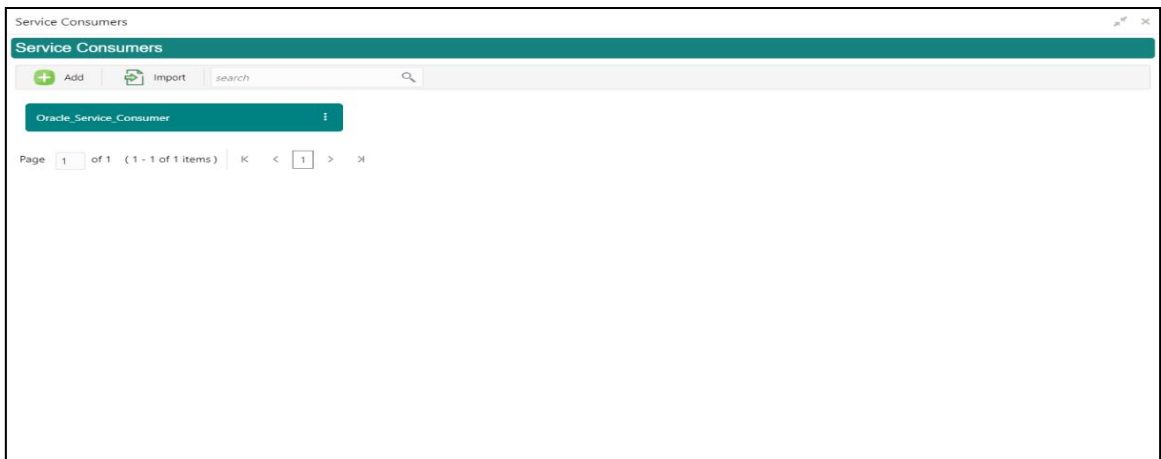 Service Consumers
Service Consumers
Add Import search
Oracle_Service_Consumer
Page 1 of 1 ( 1 - 1 of 1 items ) K < 1 > >|